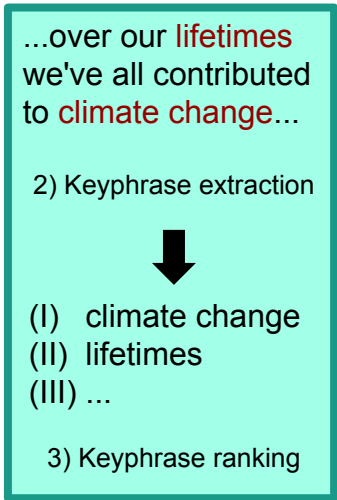 ...over our lifetimes
we've all contributed
to climate change...
2) Keyphrase extraction
(I) climate change
(II) lifetimes
(III) ...
3) Keyphrase ranking